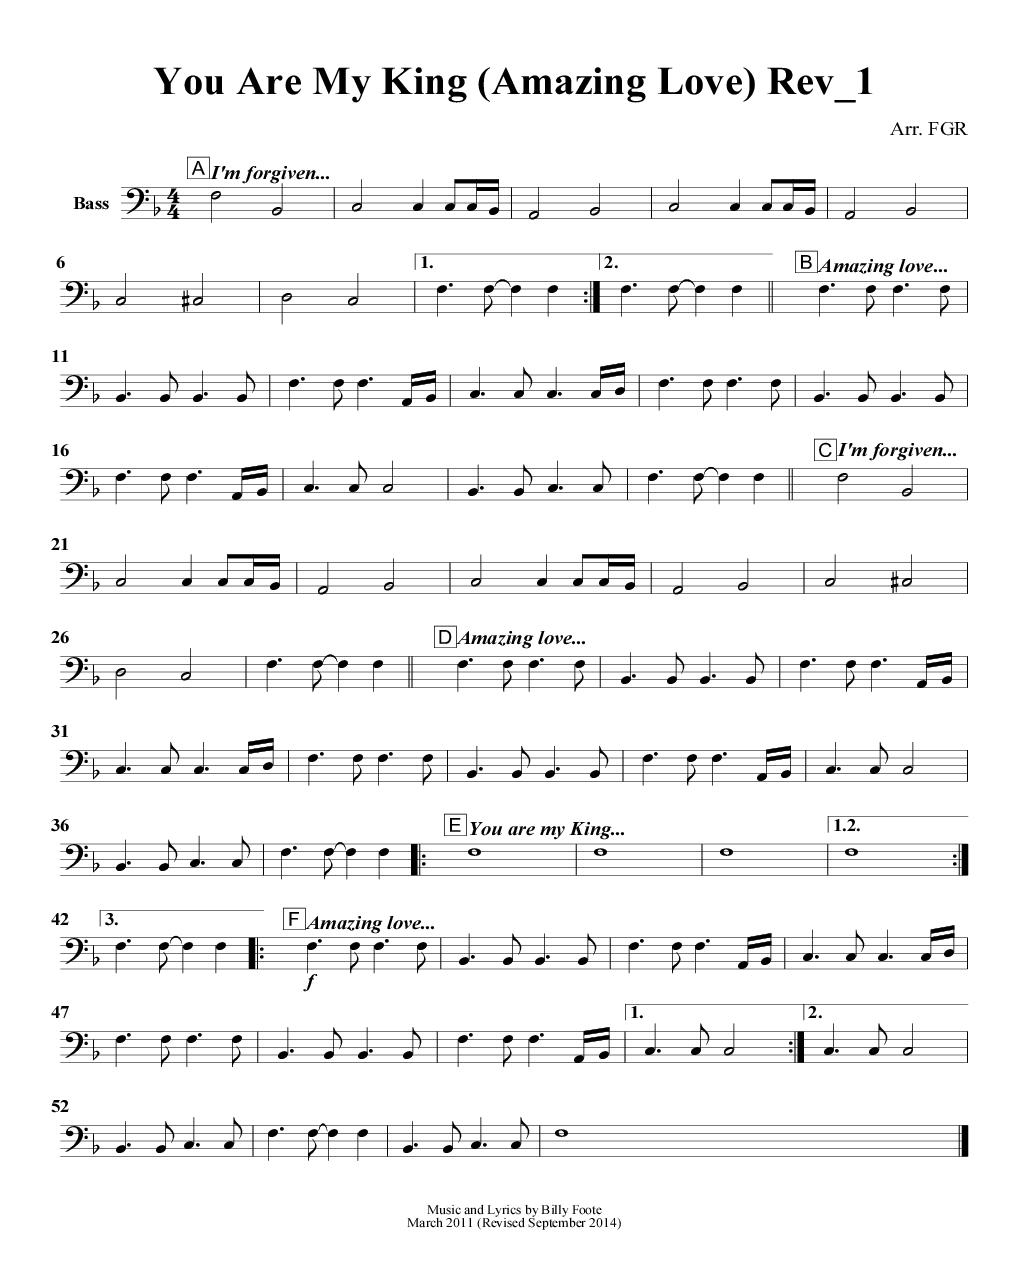 You Are My King (Amazing Love) Rev_1
Arr. FGR
A I'm forgiven...
Bass
4
4
6 1. 2. B Amazing love...
11
16 C I'm forgiven...
21
26 D Amazing love...
31
36 E You are my King... 1.2.
42 3. F Amazing love...
f
47 1. 2.
52
Music and Lyrics by Billy Foote
March 2011 (Revised September 2014)